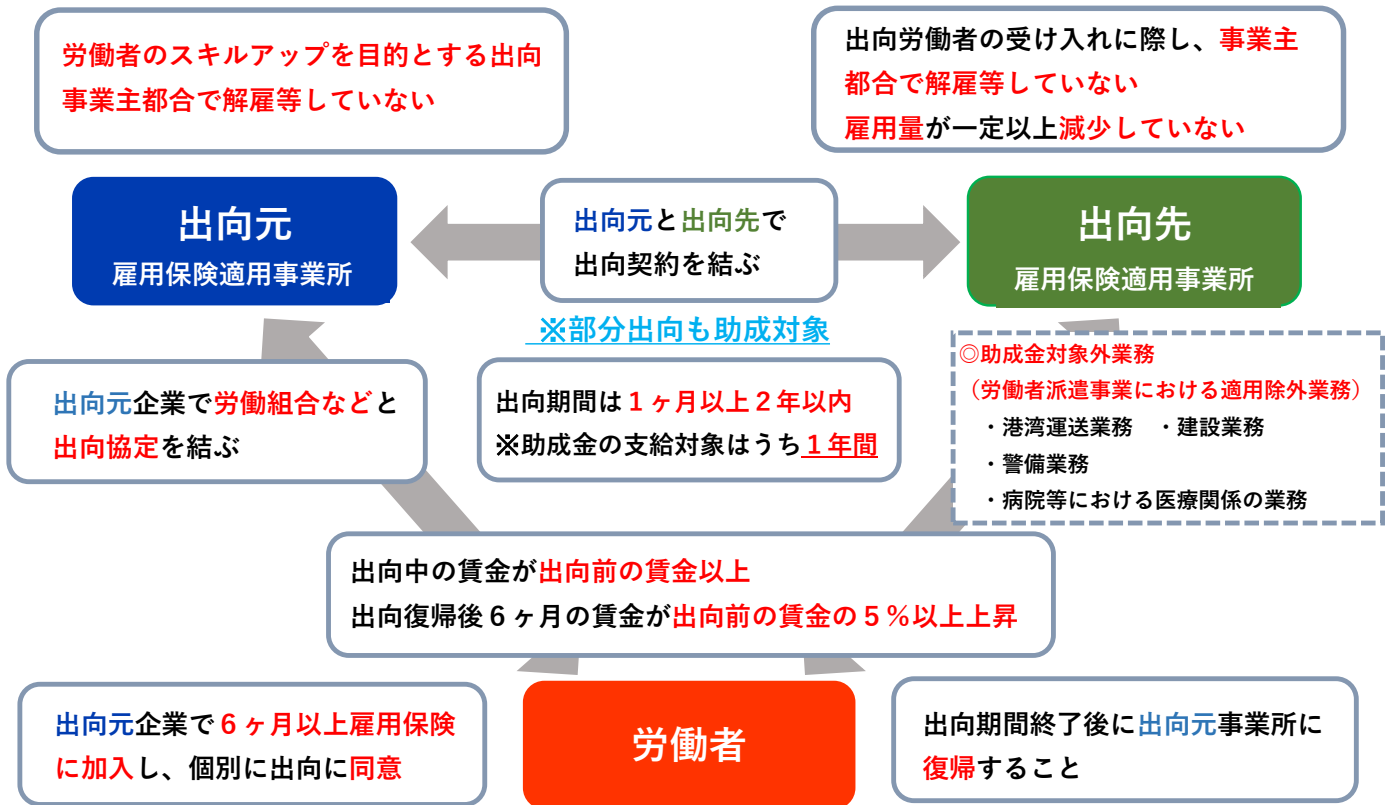 労働者のスキルアップを目的とする出向
事業主都合で解雇等していない
出向労働者の受け入れに際し、事業主
都合で解雇等していない
雇用量が一定以上減少していない
出向元
雇用保険適用事業所
出向元と出向先で
出向契約を結ぶ
出向先
雇用保険適用事業所
※部分出向も助成対象
出向元企業で労働組合などと
出向協定を結ぶ
出向期間は１ヶ月以上２年以内
※助成金の支給対象はうち１年間
◎助成金対象外業務
（労働者派遣事業における適用除外業務）
・港湾運送業務　・建設業務
・警備業務
・病院等における医療関係の業務
出向中の賃金が出向前の賃金以上
出向復帰後６ヶ月の賃金が出向前の賃金の５％以上上昇
出向元企業で６ヶ月以上雇用保険
に加入し、個別に出向に同意
労働者
出向期間終了後に出向元事業所に
復帰すること